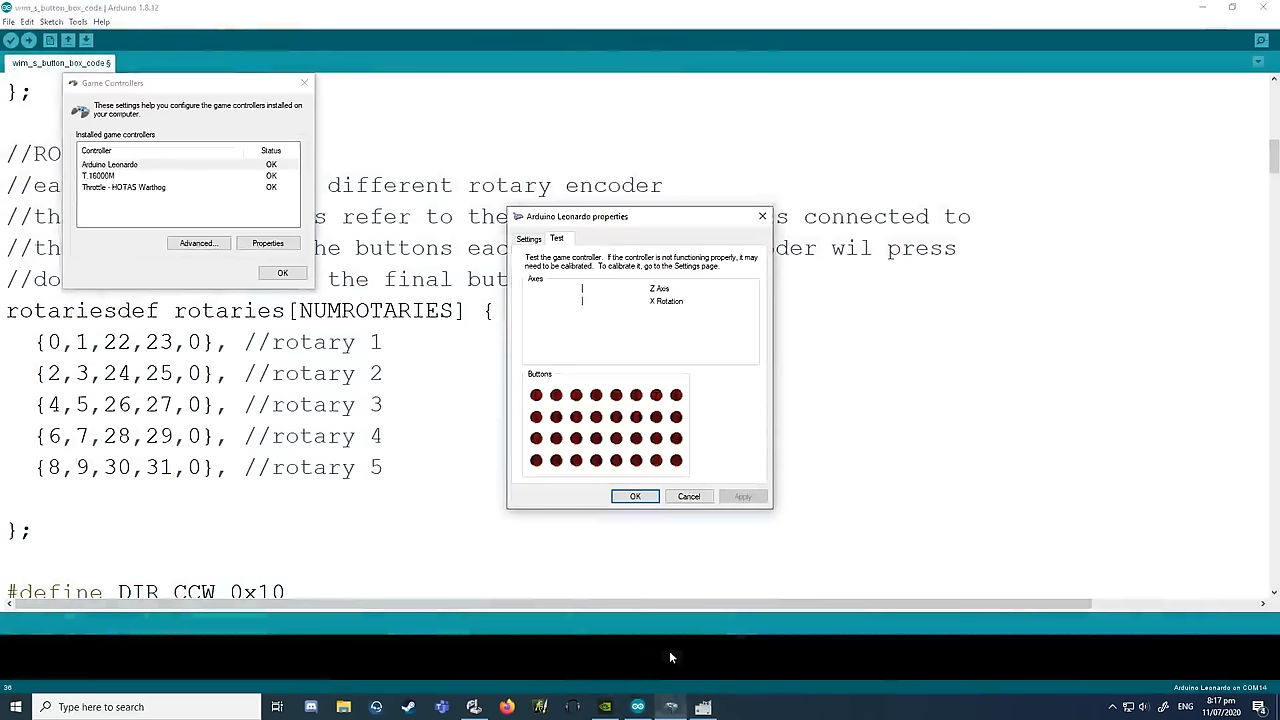 wim_s_button_box_code | Arduino 1.8.12
File Edit Sketch Tools Help
wim_s_button_box_code §
};
Game Controllers
These settings help you configure the game controllers installed on
your computer.
Installed game controllers
Controller Status
Arduino Leonardo OK
T.16000M OK
Throttle - HOTAS Warthog OK
Advanced... Properties
OK
//RO
//ea different rotary encoder
//th s refer to the s connected to
//th he buttons eac oder wil press
//do the final but
rotariesdef rotaries[NUMROTARIES] {
{0,1,22,23,0}, //rotary 1
{2,3,24,25,0}, //rotary 2
{4,5,26,27,0}, //rotary 3
{6,7,28,29,0}, //rotary 4
{8,9,30,31,0}, //rotary 5
};
#define DIR_CCW 0x10
Arduino Leonardo properties
Settings Test
Test the game controller. If the controller is not functioning properly, it may
need to be calibrated. To calibrate it, go to the Settings page.
Axes
Z Axis
X Rotation
Buttons
OK Cancel Apply
36
Arduino Leonardo on COM14
Type here to search
8:17 pm
11/07/2020